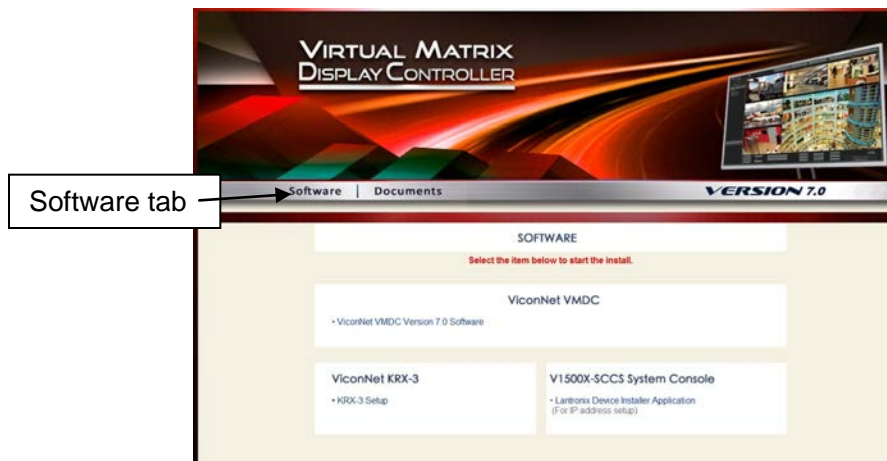 VIRTUAL MATRIX
DISPLAY CONTROLLER
Software tab
Software | Documents
VERSION 7.0
SOFTWARE
Select the item below to start the install.
ViconNet VMDC
• ViconNet VMDC Version 7.0 Software
ViconNet KRX-3
• KRX-3 Setup
V1500X-SCCS System Console
• Lantronix Device Installer Application
(For IP address setup)